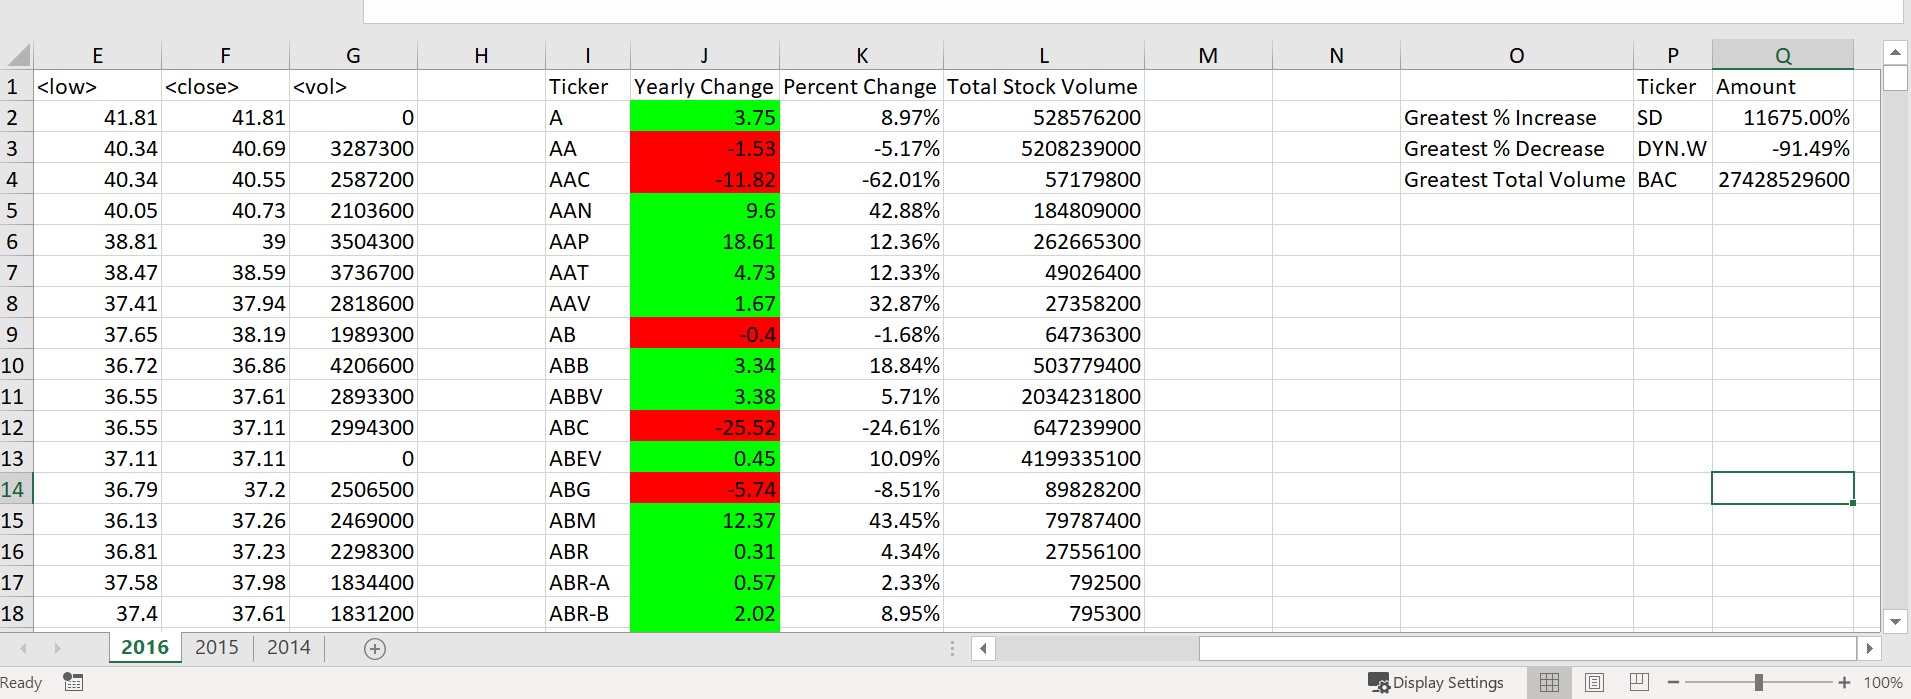 E F G H I J K L M N O P Q
1 <low> <close> <vol> Ticker Yearly Change Percent Change Total Stock Volume Ticker Amount
2 41.81 41.81 0 A 3.75 8.97% 528576200 Greatest % Increase SD 11675.00%
3 40.34 40.69 3287300 AA -1.53 -5.17% 5208239000 Greatest % Decrease DYN.W -91.49%
4 40.34 40.55 2587200 AAC -11.82 -62.01% 57179800 Greatest Total Volume BAC 27428529600
5 40.05 40.73 2103600 AAN 9.6 42.88% 184809000
6 38.81 39 3504300 AAP 18.61 12.36% 262665300
7 38.47 38.59 3736700 AAT 4.73 12.33% 49026400
8 37.41 37.94 2818600 AAV 1.67 32.87% 27358200
9 37.65 38.19 1989300 AB -0.4 -1.68% 64736300
10 36.72 36.86 4206600 ABB 3.34 18.84% 503779400
11 36.55 37.61 2893300 ABBV 3.38 5.71% 2034231800
12 36.55 37.11 2994300 ABC -25.52 -24.61% 647239900
13 37.11 37.11 0 ABEV 0.45 10.09% 4199335100
14 36.79 37.2 2506500 ABG -5.74 -8.51% 89828200
15 36.13 37.26 2469000 ABM 12.37 43.45% 79787400
16 36.81 37.23 2298300 ABR 0.31 4.34% 27556100
17 37.58 37.98 1834400 ABR-A 0.57 2.33% 792500
18 37.4 37.61 1831200 ABR-B 2.02 8.95% 795300
2016 2015 2014
Ready Display Settings 100%